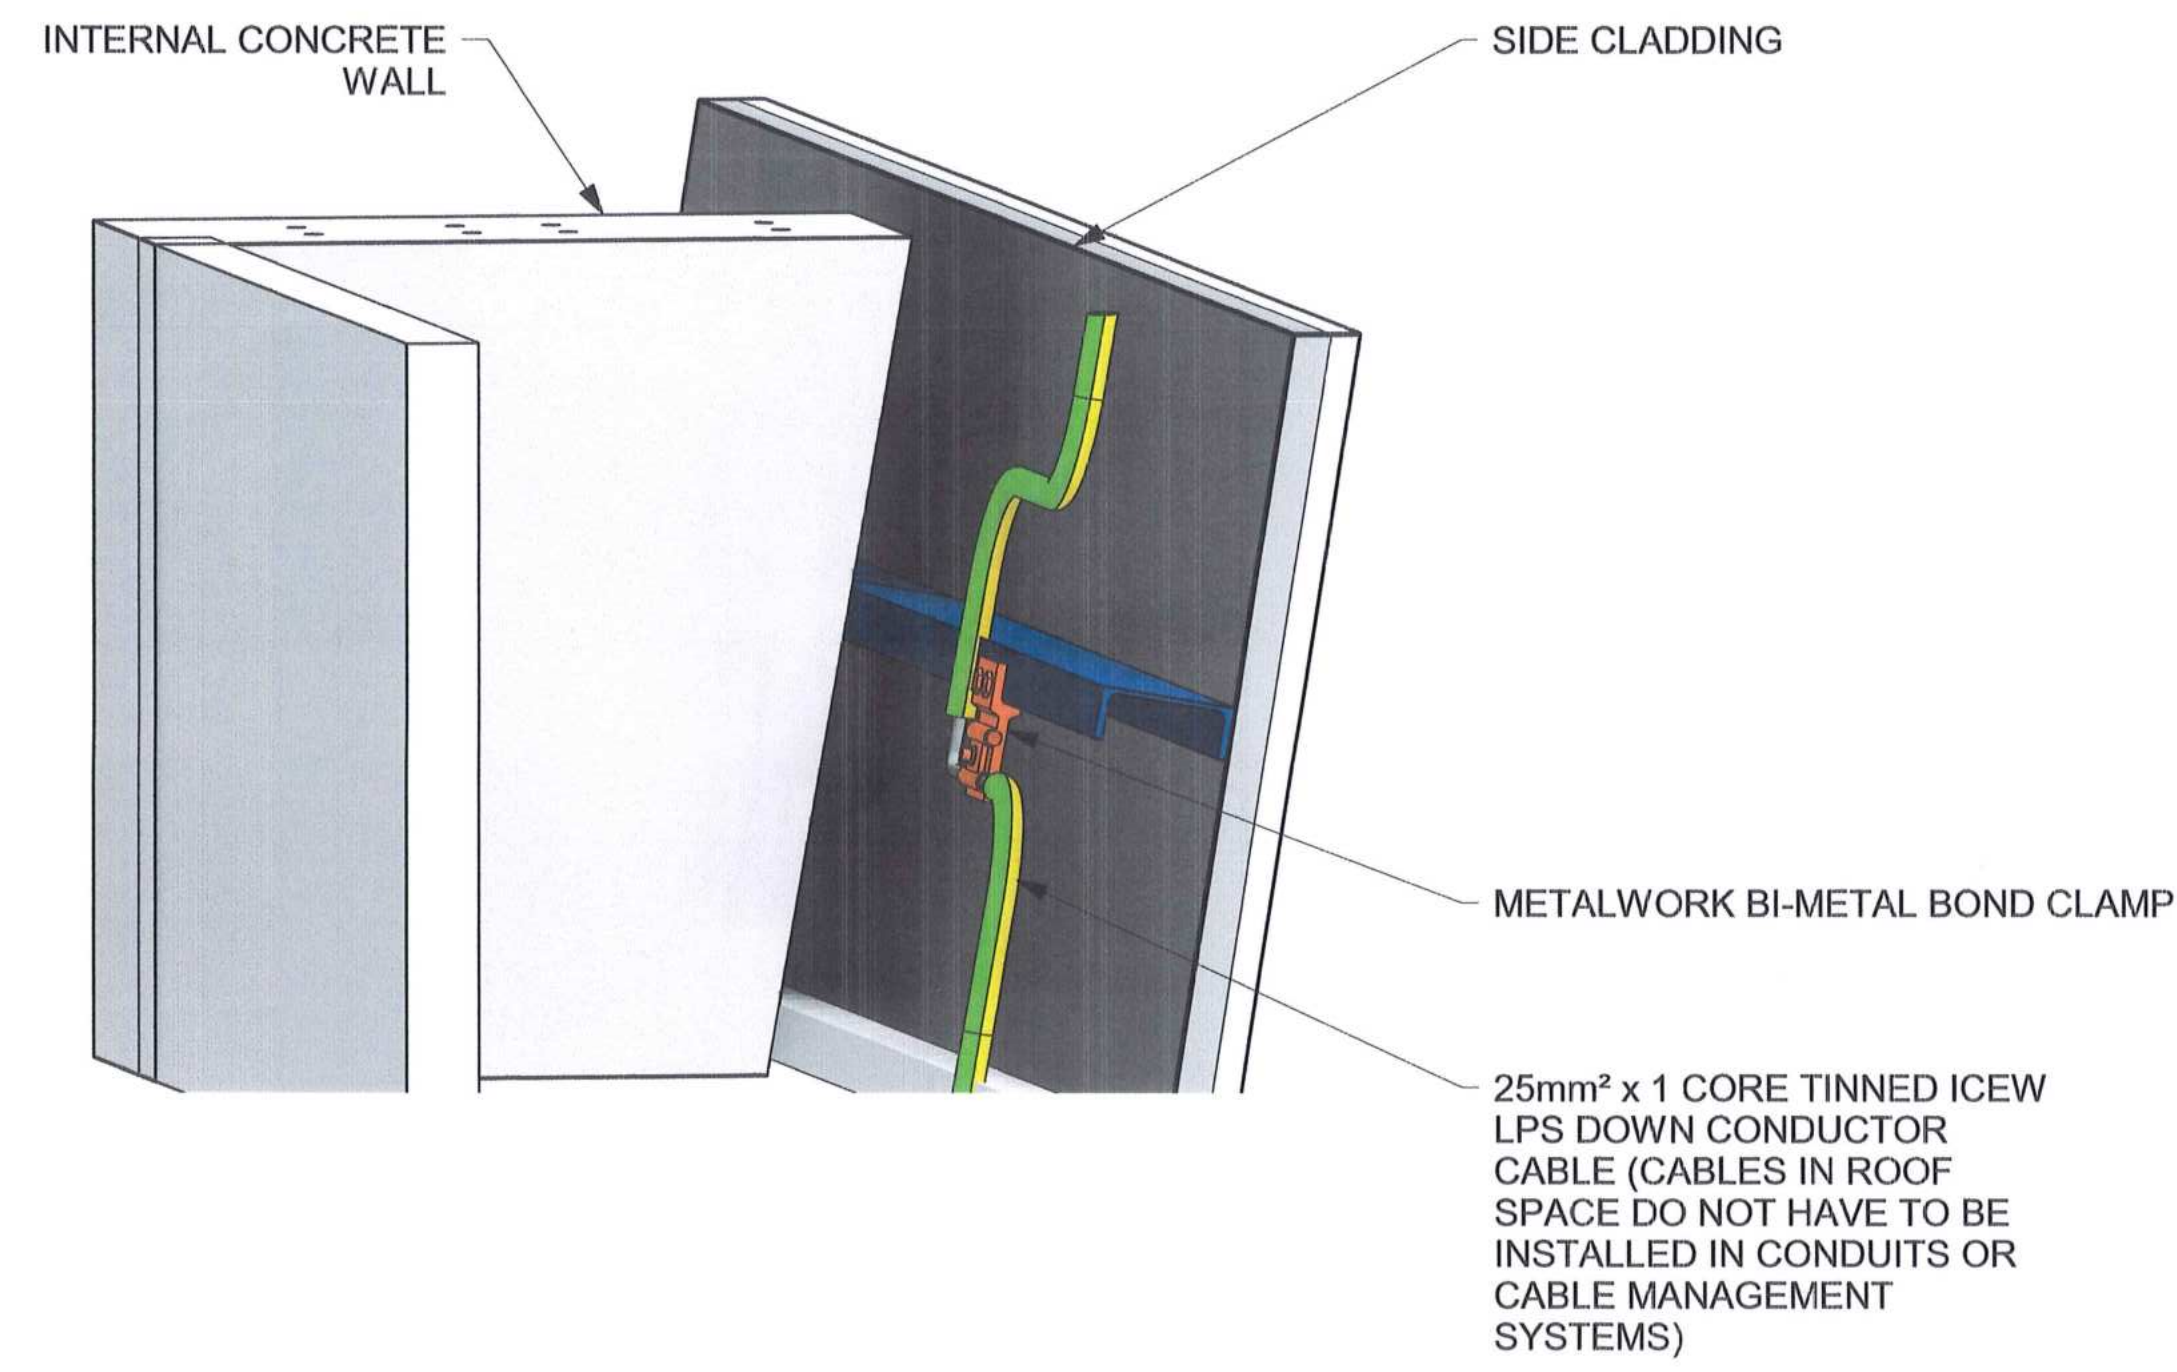 INTERNAL CONCRETE
WALL
SIDE CLADDING
METALWORK BI-METAL BOND CLAMP
25mm² x 1 CORE TINNED ICEW
LPS DOWN CONDUCTOR
CABLE (CABLES IN ROOF
SPACE DO NOT HAVE TO BE
INSTALLED IN CONDUITS OR
CABLE MANAGEMENT
SYSTEMS)